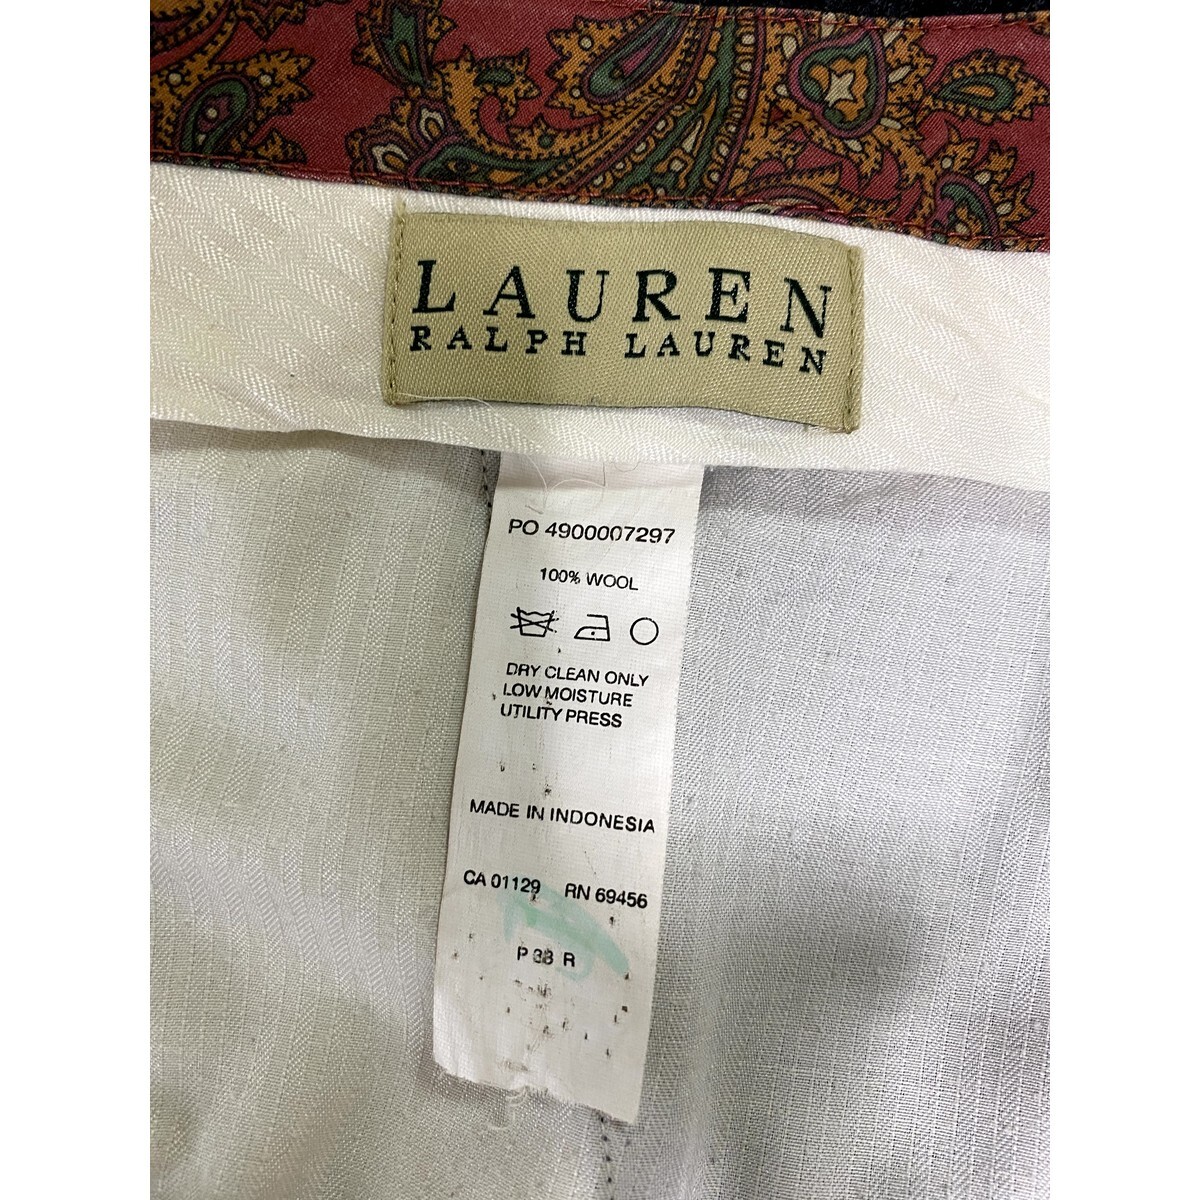 LAUREN
RALPH LAUREN
PO 4900007297
100% WOOL
DRY CLEAN ONLY
LOW MOISTURE
UTILITY PRESS
MADE IN INDONESIA
CA 01129 RN 69456
P 38 R